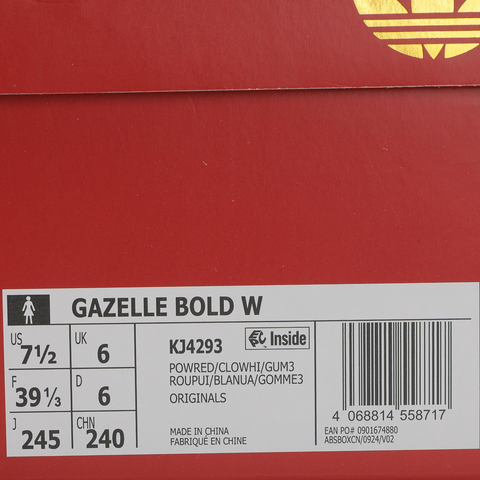 GAZELLE BOLD W
US 7½ UK 6
F 39⅓ D 6
J 245 CHN 240
KJ4293 Inside
POWRED/CLOWHI/GUM3
ROUPUI/BLANUA/GOMME3
ORIGINALS
MADE IN CHINA
FABRIQUÉ EN CHINE
4 068814 558717
EAN PO# 0901674880
ABSBOXCN/0924/V02